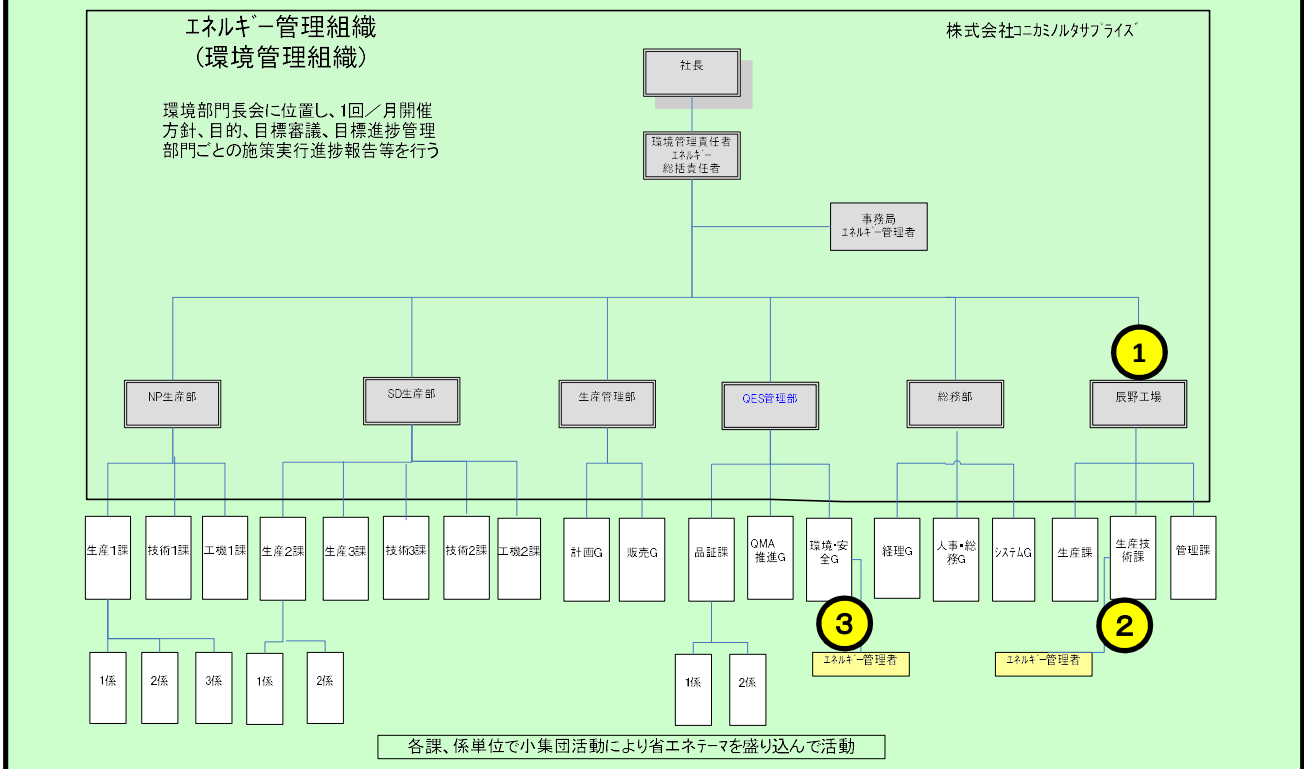 エネルギー管理組織
(環境管理組織)
株式会社コニカミノルタサプライズ
環境部門長会に位置し、1回／月開催
方針、目的、目標審議、目標進捗管理
部門ごとの施策実行進捗報告等を行う
社長
環境管理責任者
エネルギー
総括責任者
事務局
エネルギー管理者
1
NP生産部
SD生産部
生産管理部
QES管理部
総務部
辰野工場
生産1課
技術1課
工機1課
生産2課
生産3課
技術3課
技術2課
工機2課
計画G
販売G
品証課
QMA
推進G
環境・安
全G
経理G
人事・総
務G
システムG
生産課
生産技
術課
管理課
3
2
エネルギー管理者
エネルギー管理者
1係
2係
3係
1係
2係
1係
2係
各課、係単位で小集団活動により省エネテーマを盛り込んで活動